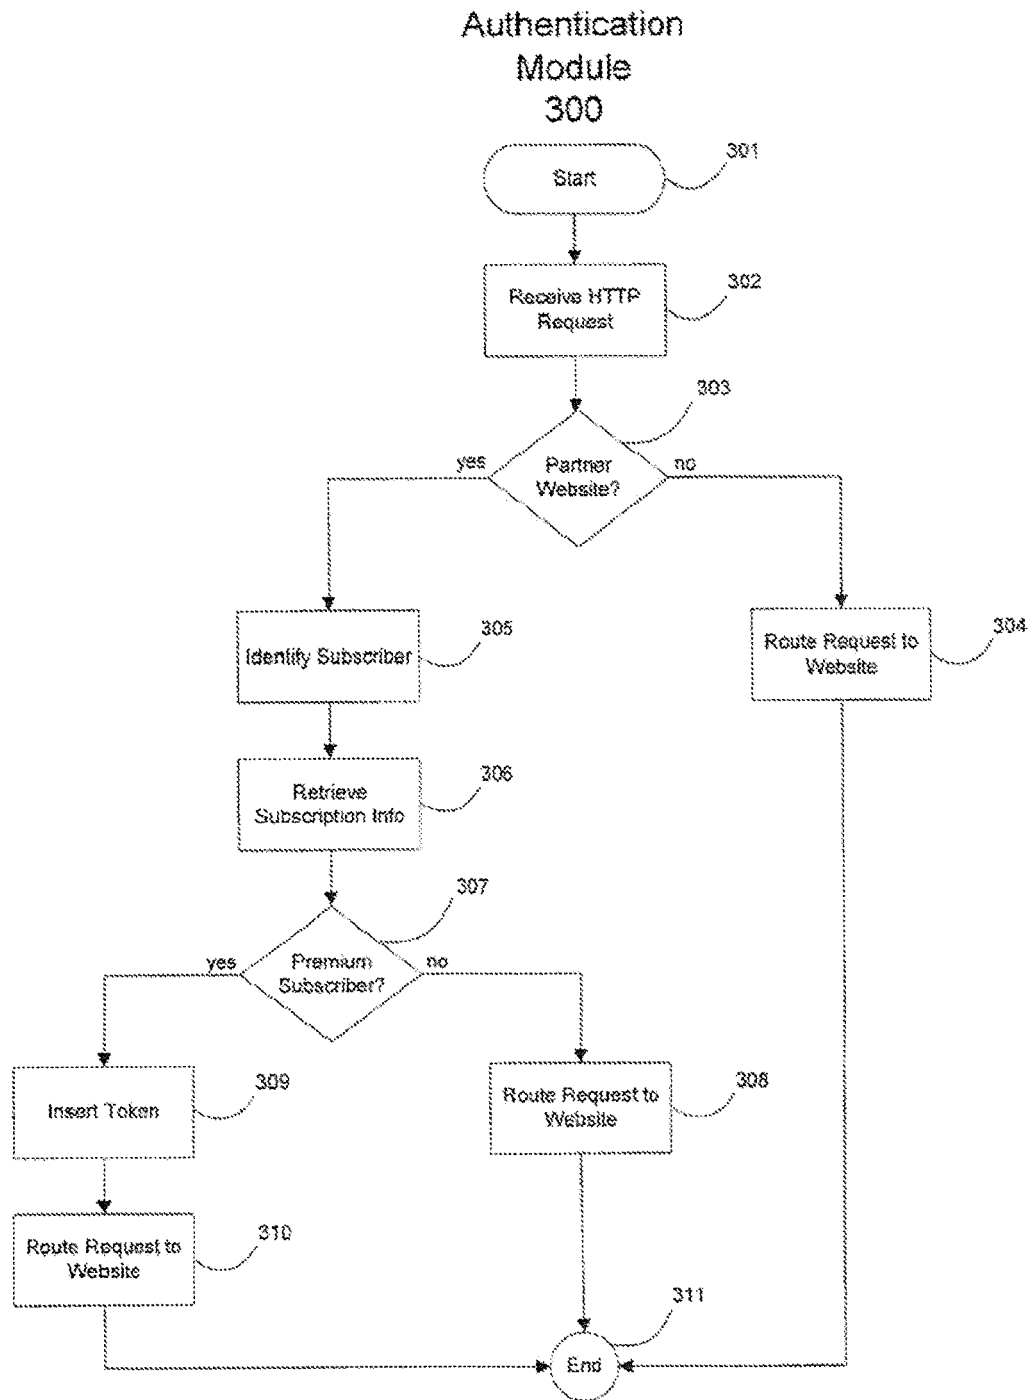 Authentication
Module
300
Start
301
Receive HTTP
Request
302
303
Partner
Website?
yes
no
Identify Subscriber
305
Route Request to
Website
304
Retrieve
Subscription Info
306
307
Premium
Subscriber?
yes
no
Insert Token
309
Route Request to
Website
308
Route Request to
Website
310
311
End